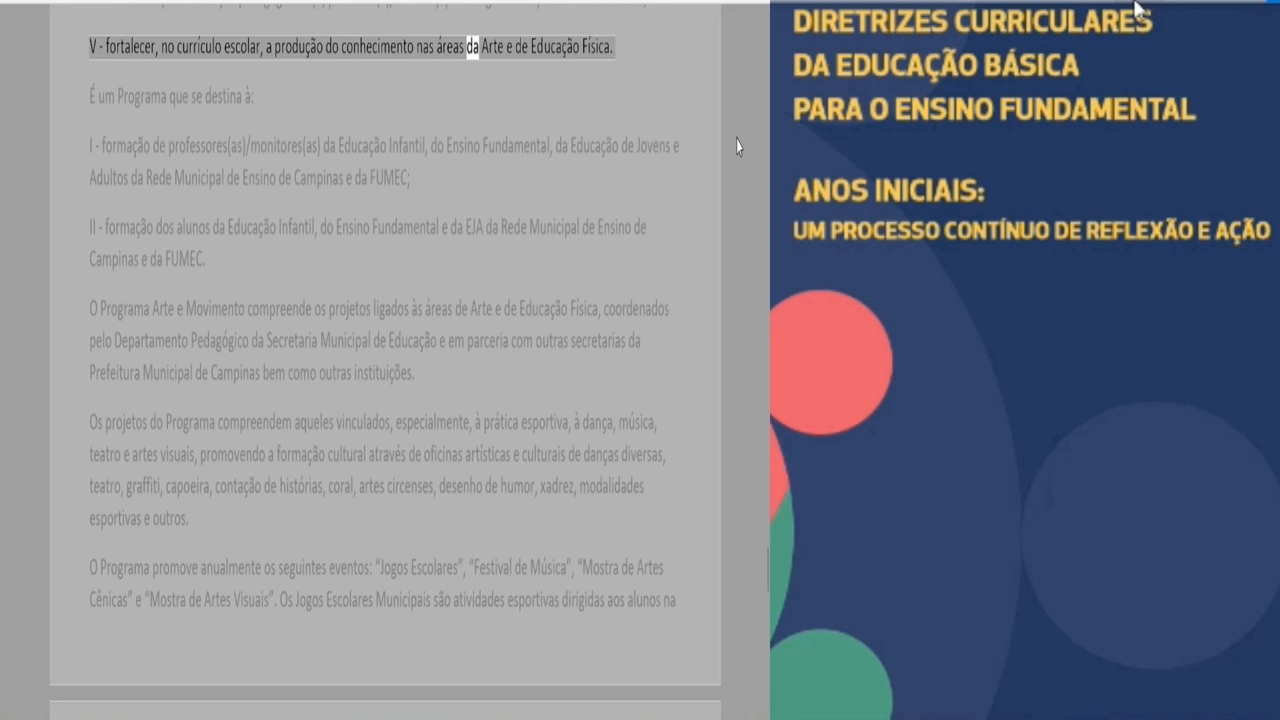 V - fortalecer, no currículo escolar, a produção do conhecimento nas áreas da Arte e de Educação Física.
É um Programa que se destina à:
I - formação de professores(as)/monitores(as) da Educação Infantil, do Ensino Fundamental, da Educação de Jovens e
Adultos da Rede Municipal de Ensino de Campinas e da FUMEC;
II - formação dos alunos da Educação Infantil, do Ensino Fundamental e da EJA da Rede Municipal de Ensino de
Campinas e da FUMEC.
O Programa Arte e Movimento compreende os projetos ligados às áreas de Arte e de Educação Física, coordenados
pelo Departamento Pedagógico da Secretaria Municipal de Educação e em parceria com outras secretarias da
Prefeitura Municipal de Campinas bem como outras instituições.
Os projetos do Programa compreendem aqueles vinculados, especialmente, à prática esportiva, à dança, música,
teatro e artes visuais, promovendo a formação cultural através de oficinas artísticas e culturais de danças diversas,
teatro, graffiti, capoeira, contação de histórias, coral, artes circenses, desenho de humor, xadrez, modalidades
esportivas e outros.
O Programa promove anualmente os seguintes eventos: “Jogos Escolares”, “Festival de Música”, “Mostra de Artes
Cênicas” e “Mostra de Artes Visuais”. Os Jogos Escolares Municipais são atividades esportivas dirigidas aos alunos na
DIRETRIZES CURRICULARES
DA EDUCAÇÃO BÁSICA
PARA O ENSINO FUNDAMENTAL
ANOS INICIAIS:
UM PROCESSO CONTÍNUO DE REFLEXÃO E AÇÃO